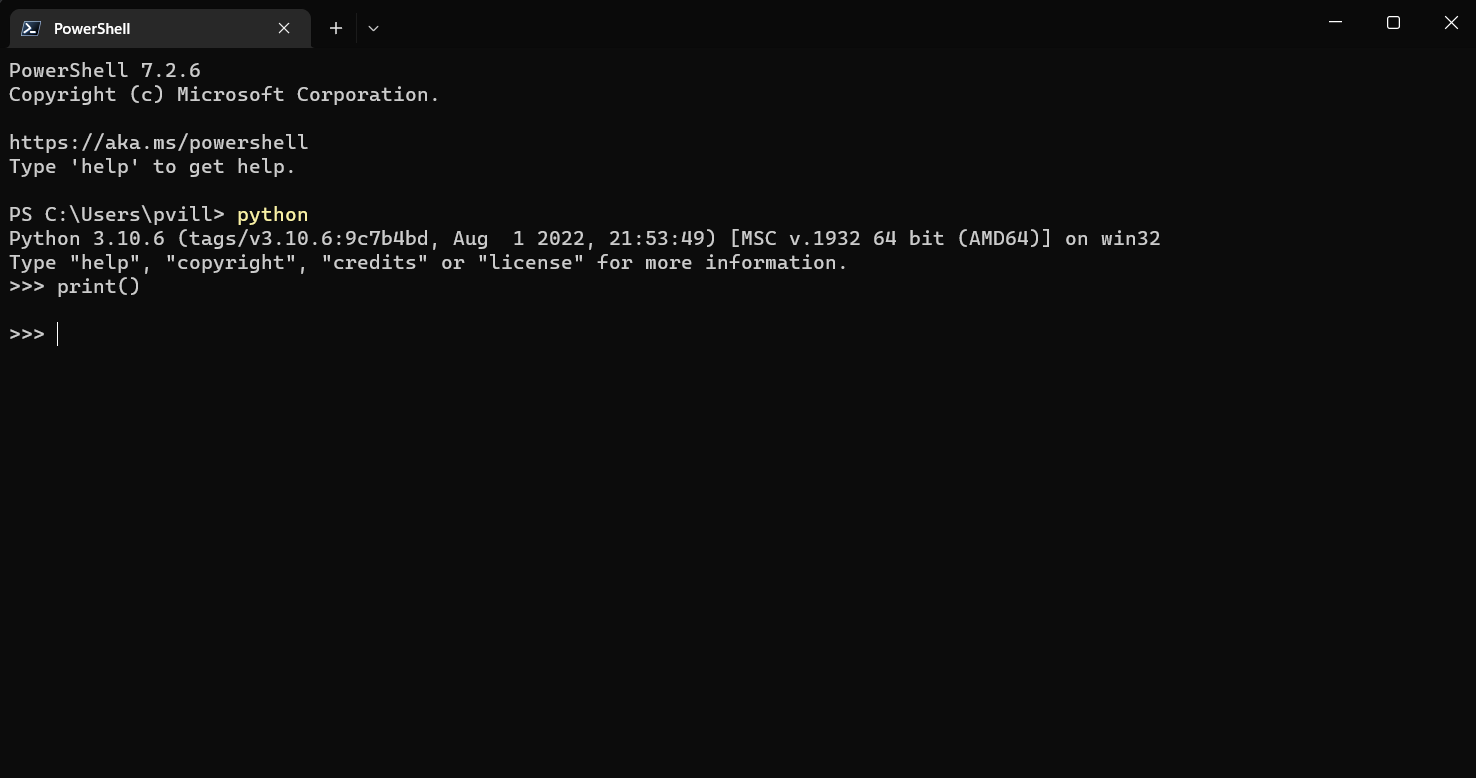 PowerShell
PowerShell 7.2.6
Copyright (c) Microsoft Corporation.
https://aka.ms/powershell
Type 'help' to get help.
PS C:\Users\pvill> python
Python 3.10.6 (tags/v3.10.6:9c7b4bd, Aug  1 2022, 21:53:49) [MSC v.1932 64 bit (AMD64)] on win32
Type "help", "copyright", "credits" or "license" for more information.
>>> print()
>>>